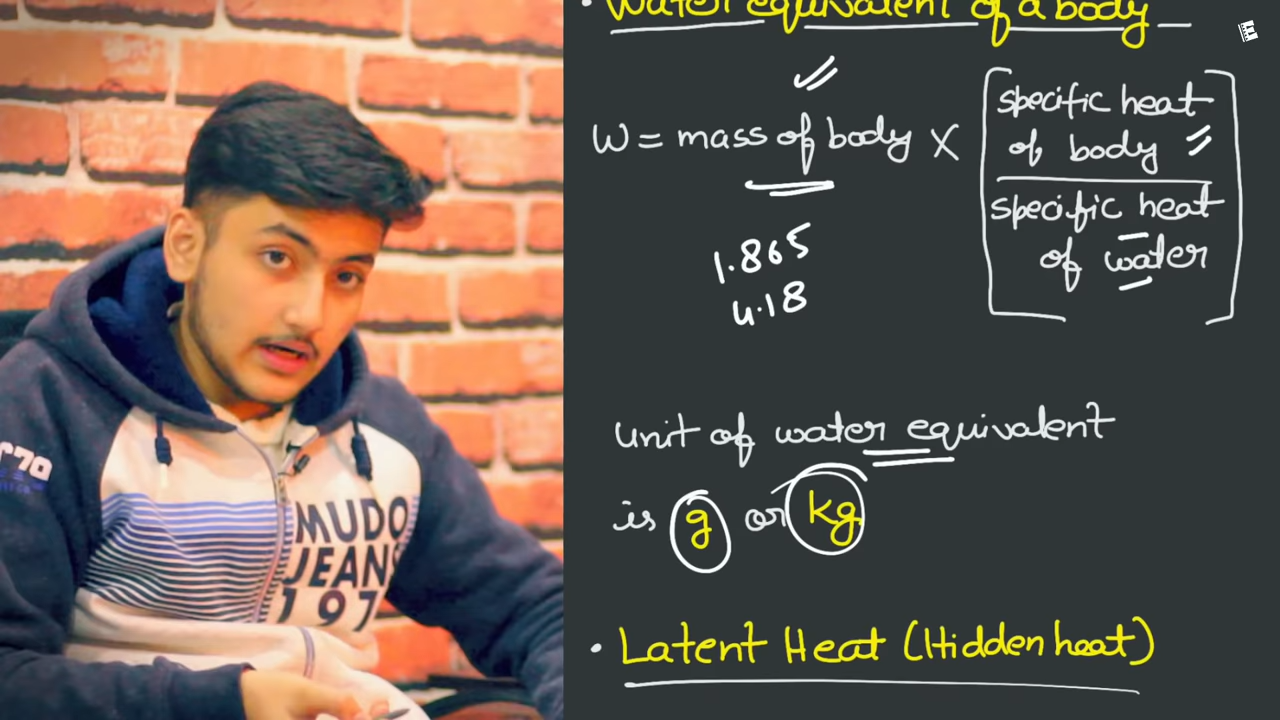 • Water equivalent of a body
W = mass of body X [specific heat of body / specific heat of water]
1.865
4.18
unit of water equivalent
is g or kg
• Latent Heat (Hidden heat)
C79
MUDO
JEANS
197